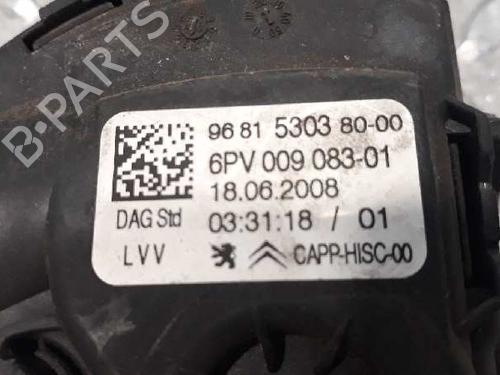 96 81 5303 80-00
6PV 009 083-01
18.06.2008
DAG Std 03:31:18 / 01
LVV CAPP-HISC-00
B-PARTS